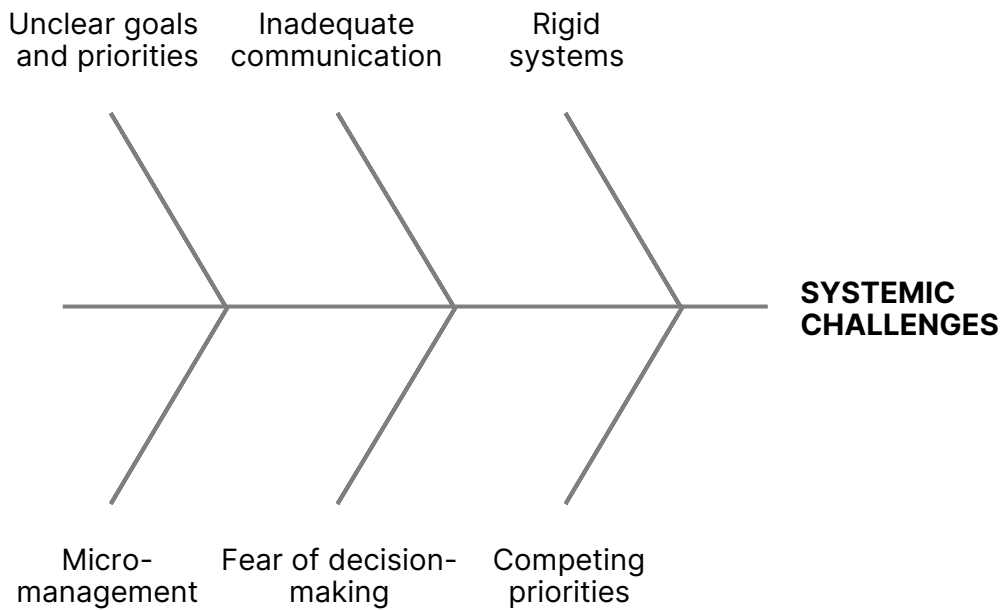 Unclear goals
and priorities
Inadequate
communication
Rigid
systems
SYSTEMIC
CHALLENGES
Micro-
management
Fear of decision-
making
Competing
priorities